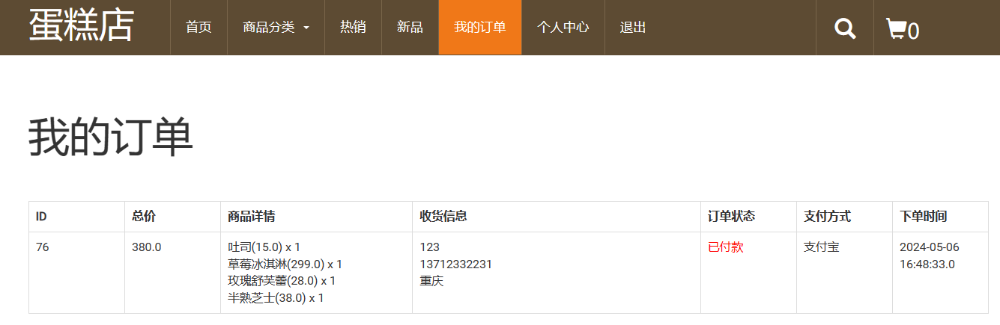 蛋糕店 首页 商品分类 热销 新品 我的订单 个人中心 退出 0
我的订单
ID 总价 商品详情 收货信息 订单状态 支付方式 下单时间
76 380.0 吐司(15.0) x 1 123 已付款 支付宝 2024-05-06
草莓冰淇淋(299.0) x 1 13712332231 16:48:33.0
玫瑰舒芙蕾(28.0) x 1 重庆
半熟芝士(38.0) x 1